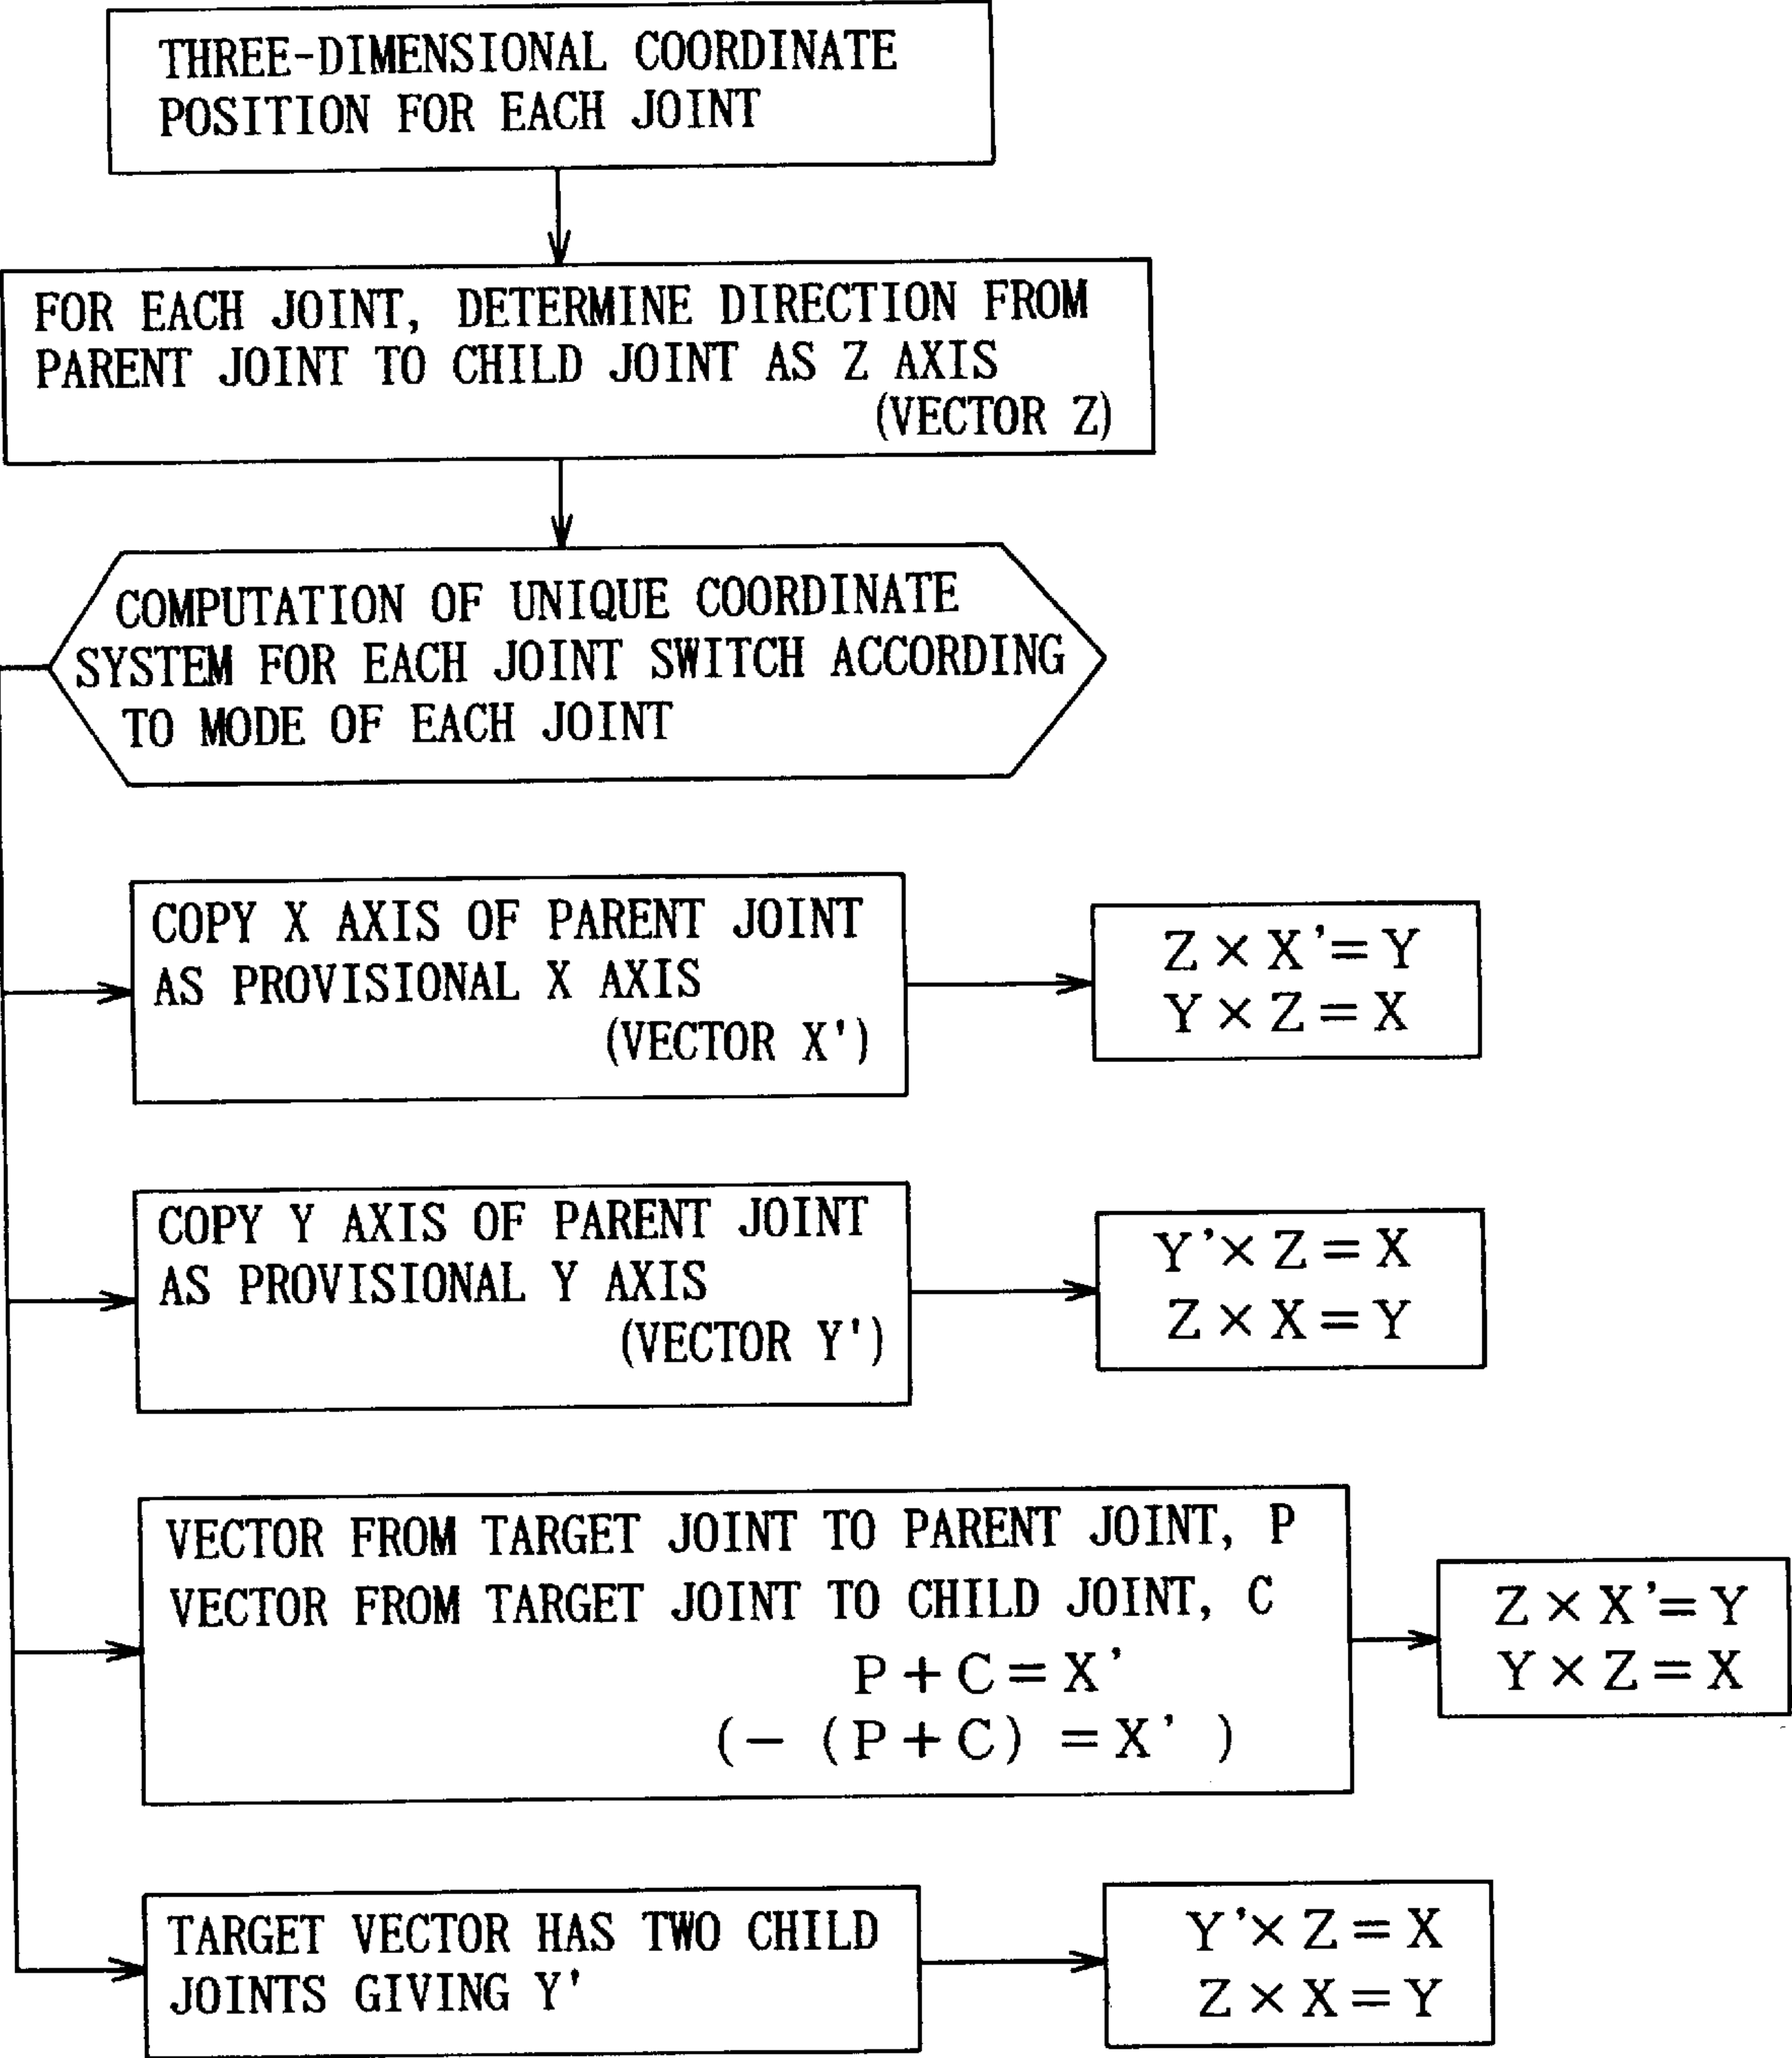 THREE-DIMENSIONAL COORDINATE
POSITION FOR EACH JOINT
FOR EACH JOINT, DETERMINE DIRECTION FROM
PARENT JOINT TO CHILD JOINT AS Z AXIS
(VECTOR Z)
COMPUTATION OF UNIQUE COORDINATE
SYSTEM FOR EACH JOINT SWITCH ACCORDING
TO MODE OF EACH JOINT
COPY X AXIS OF PARENT JOINT
AS PROVISIONAL X AXIS
(VECTOR X')
Z × X' = Y
Y × Z = X
COPY Y AXIS OF PARENT JOINT
AS PROVISIONAL Y AXIS
(VECTOR Y')
Y' × Z = X
Z × X = Y
VECTOR FROM TARGET JOINT TO PARENT JOINT, P
VECTOR FROM TARGET JOINT TO CHILD JOINT, C
P + C = X'
(− (P + C) = X' )
Z × X' = Y
Y × Z = X
TARGET VECTOR HAS TWO CHILD
JOINTS GIVING Y'
Y' × Z = X
Z × X = Y